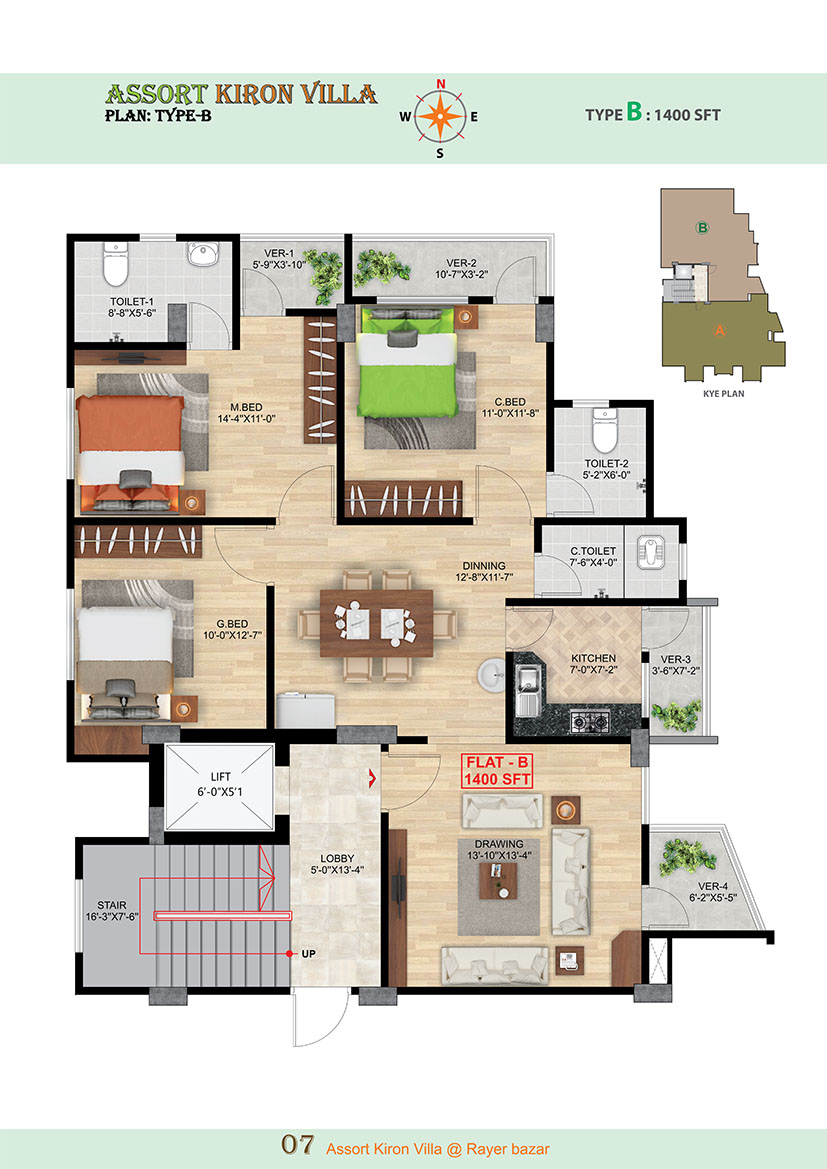 ASSORT KIRON VILLA
PLAN: TYPE-B
N
W
E
S
TYPE B : 1400 SFT
B
A
KYE PLAN
VER-1
5'-9"X3'-10"
VER-2
10'-7"X3'-2"
TOILET-1
8'-8"X5'-6"
M.BED
14'-4"X11'-0"
C.BED
11'-0"X11'-8"
TOILET-2
5'-2"X6'-0"
C.TOILET
7'-6"X4'-0"
DINNING
12'-8"X11'-7"
G.BED
10'-0"X12'-7"
KITCHEN
7'-0"X7'-2"
VER-3
3'-6"X7'-2"
FLAT - B
1400 SFT
LIFT
6'-0"X5'1
LOBBY
5'-0"X13'-4"
DRAWING
13'-10"X13'-4"
VER-4
6'-2"X5'-5"
STAIR
16'-3"X7'-6"
UP
07 Assort Kiron Villa @ Rayer bazar